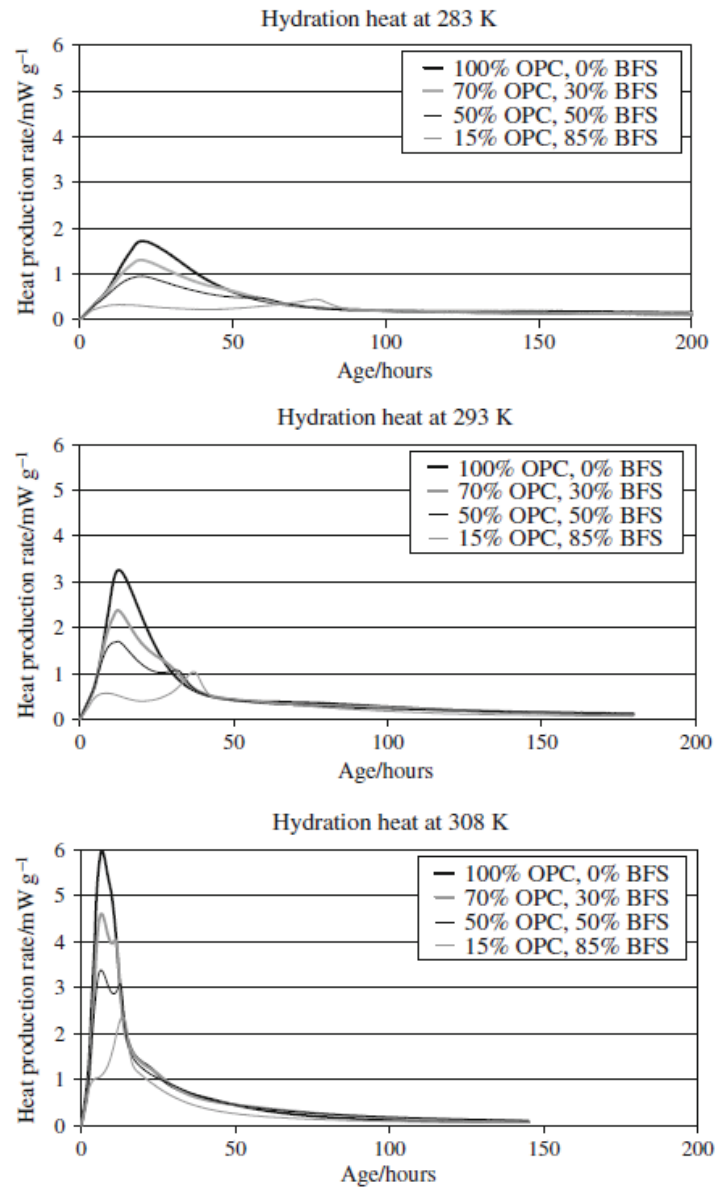 Hydration heat at 283 K
Heat production rate/mW g⁻¹
6
5
4
3
2
1
0
100% OPC, 0% BFS
70% OPC, 30% BFS
50% OPC, 50% BFS
15% OPC, 85% BFS
0 50 100 150 200
Age/hours
Hydration heat at 293 K
Heat production rate/mW g⁻¹
6
5
4
3
2
1
0
100% OPC, 0% BFS
70% OPC, 30% BFS
50% OPC, 50% BFS
15% OPC, 85% BFS
0 50 100 150 200
Age/hours
Hydration heat at 308 K
Heat production rate/mW g⁻¹
6
5
4
3
2
1
0
100% OPC, 0% BFS
70% OPC, 30% BFS
50% OPC, 50% BFS
15% OPC, 85% BFS
0 50 100 150 200
Age/hours